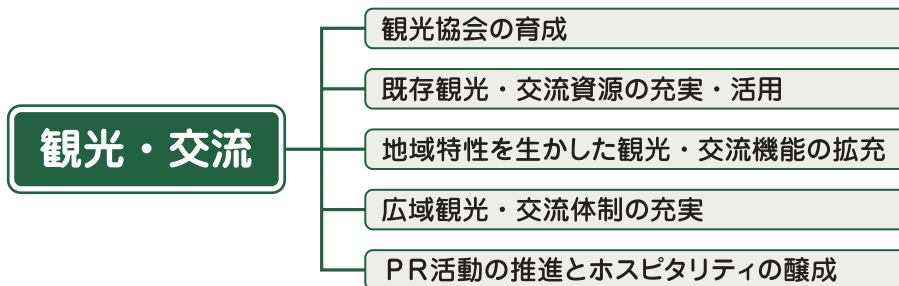 観光・交流
観光協会の育成
既存観光・交流資源の充実・活用
地域特性を生かした観光・交流機能の拡充
広域観光・交流体制の充実
ＰＲ活動の推進とホスピタリティの醸成